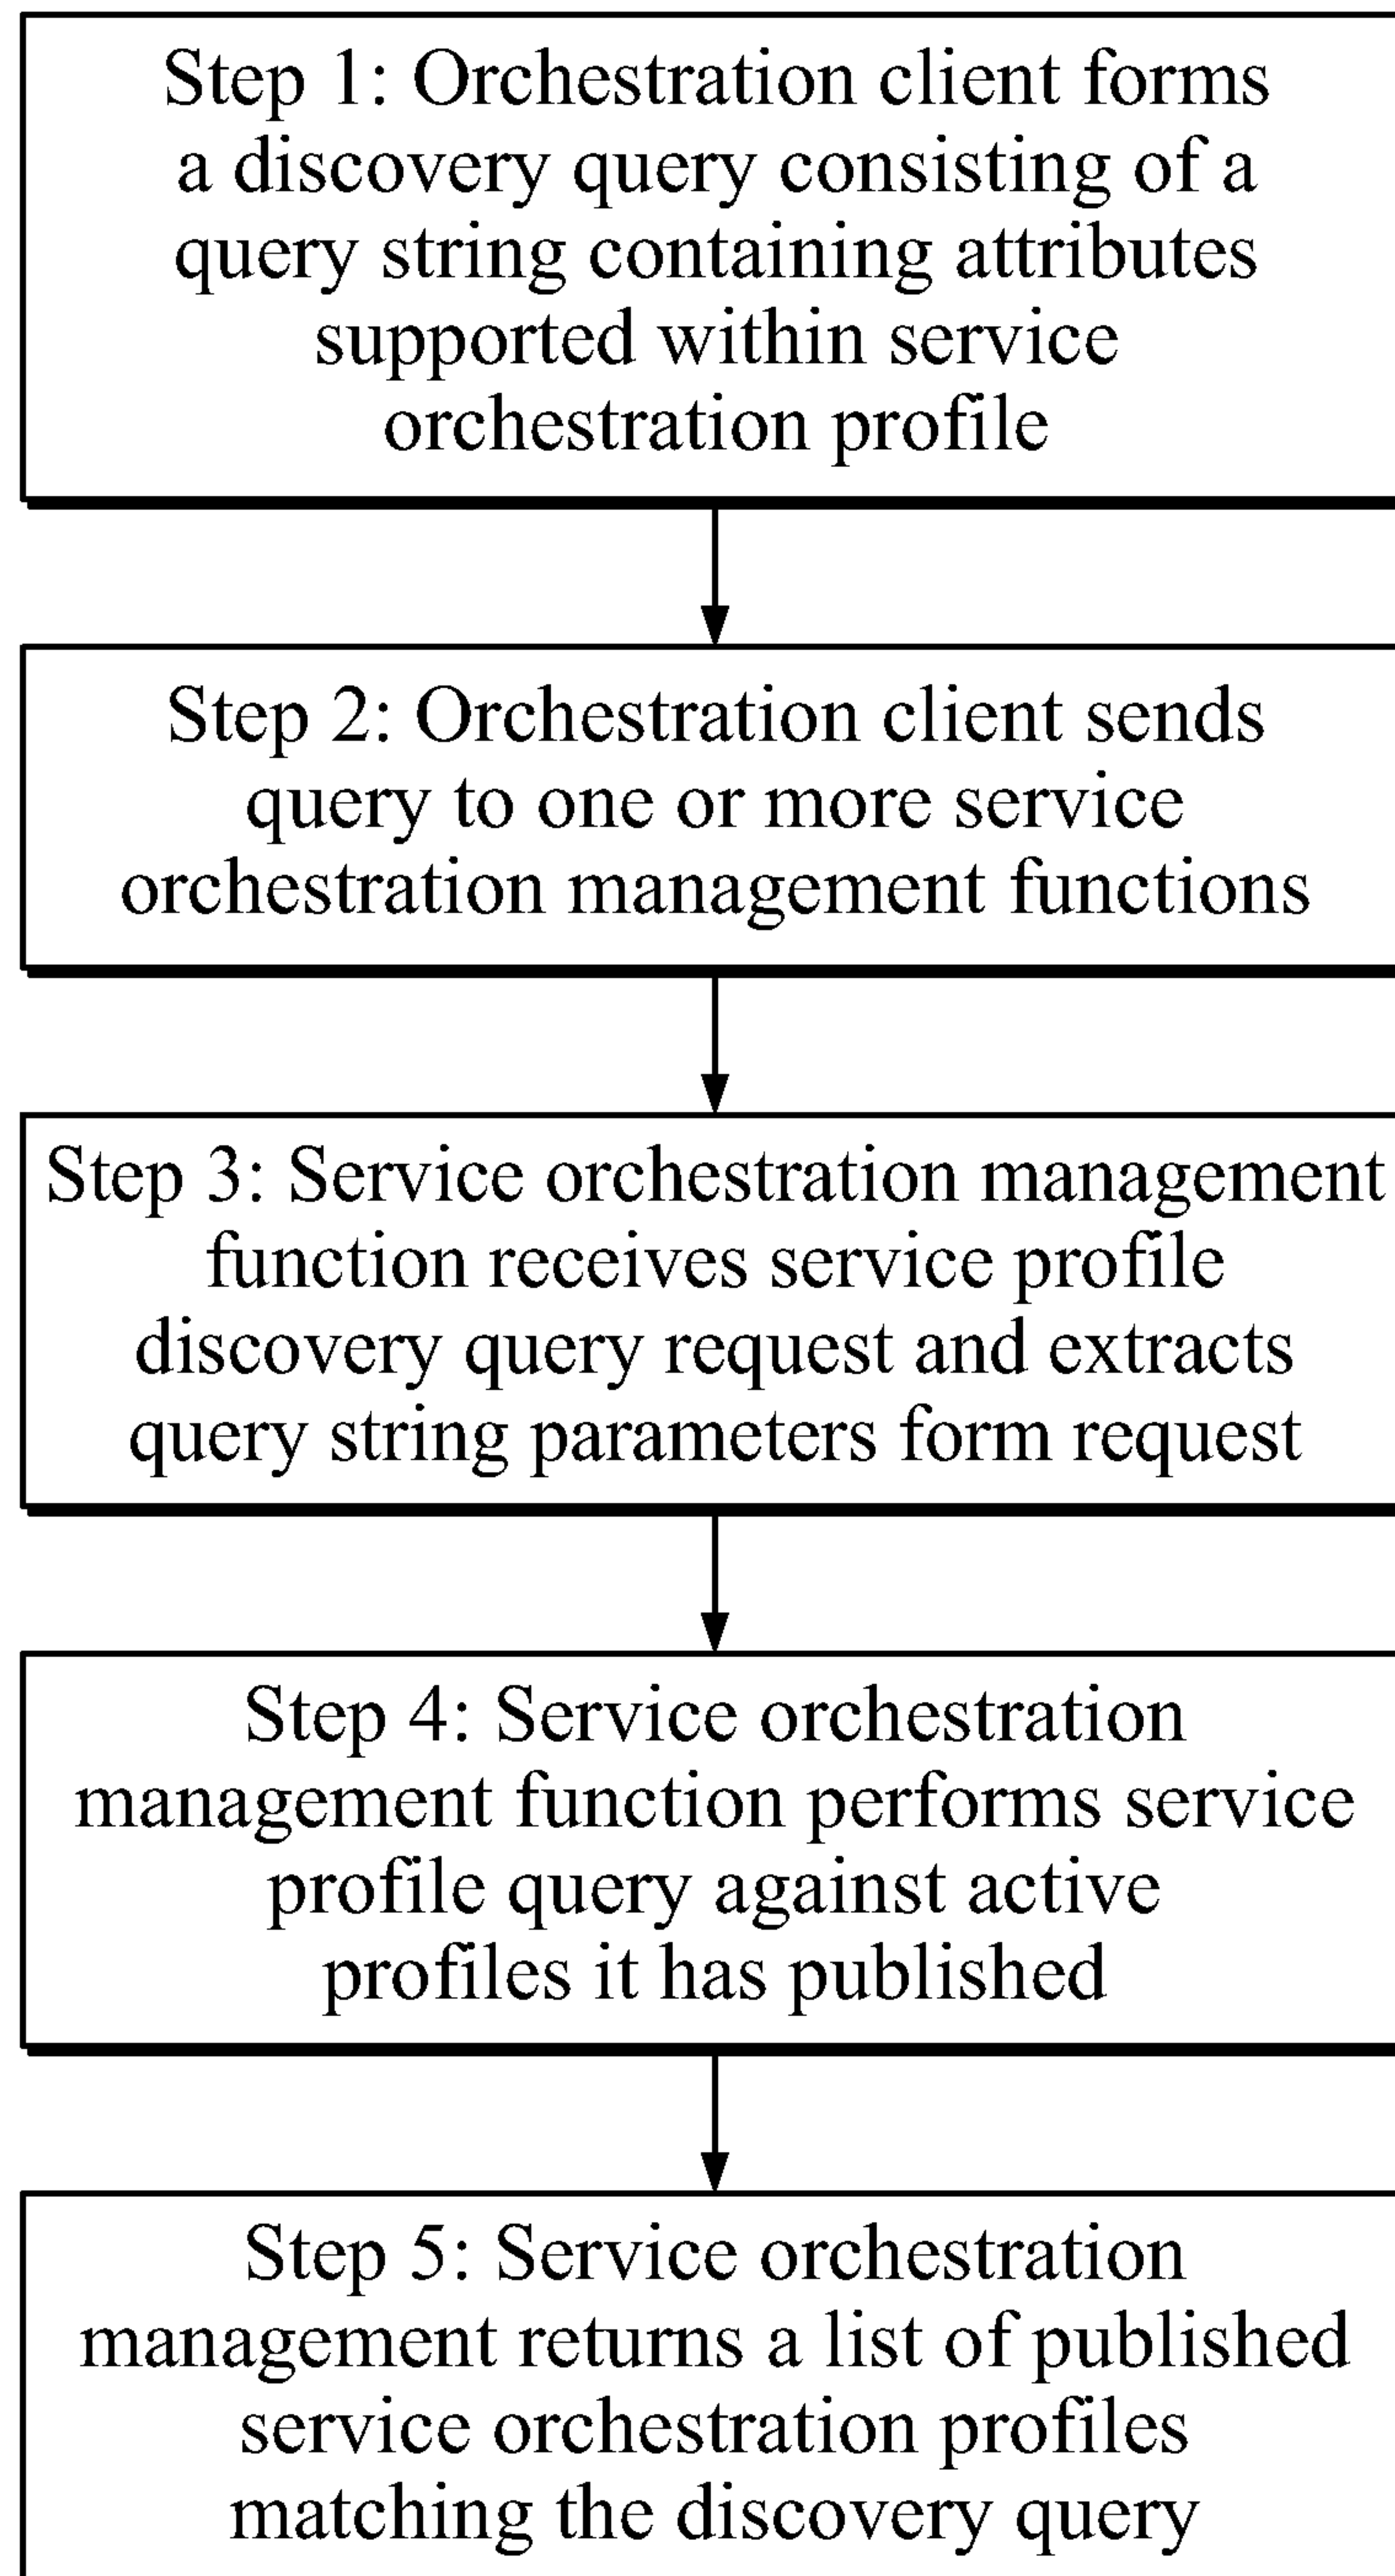 Step 1: Orchestration client forms
a discovery query consisting of a
query string containing attributes
supported within service
orchestration profile
Step 2: Orchestration client sends
query to one or more service
orchestration management functions
Step 3: Service orchestration management
function receives service profile
discovery query request and extracts
query string parameters form request
Step 4: Service orchestration
management function performs service
profile query against active
profiles it has published
Step 5: Service orchestration
management returns a list of published
service orchestration profiles
matching the discovery query